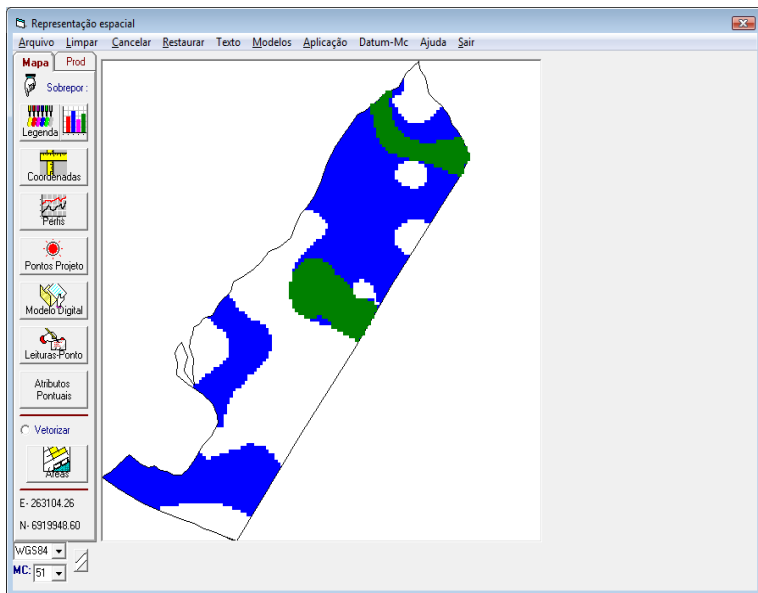 Representação espacial
Arquivo Limpar Cancelar Restaurar Texto Modelos Aplicação Datum-Mc Ajuda Sair
Mapa Prod
Sobrepor :
Legenda
Coordenadas
Perfis
Pontos Projeto
Modelo Digital
Leituras-Ponto
Atributos
Pontuais
Vetorizar
Áreas
E- 263104.26
N- 6919948.60
WGS84
MC: 51